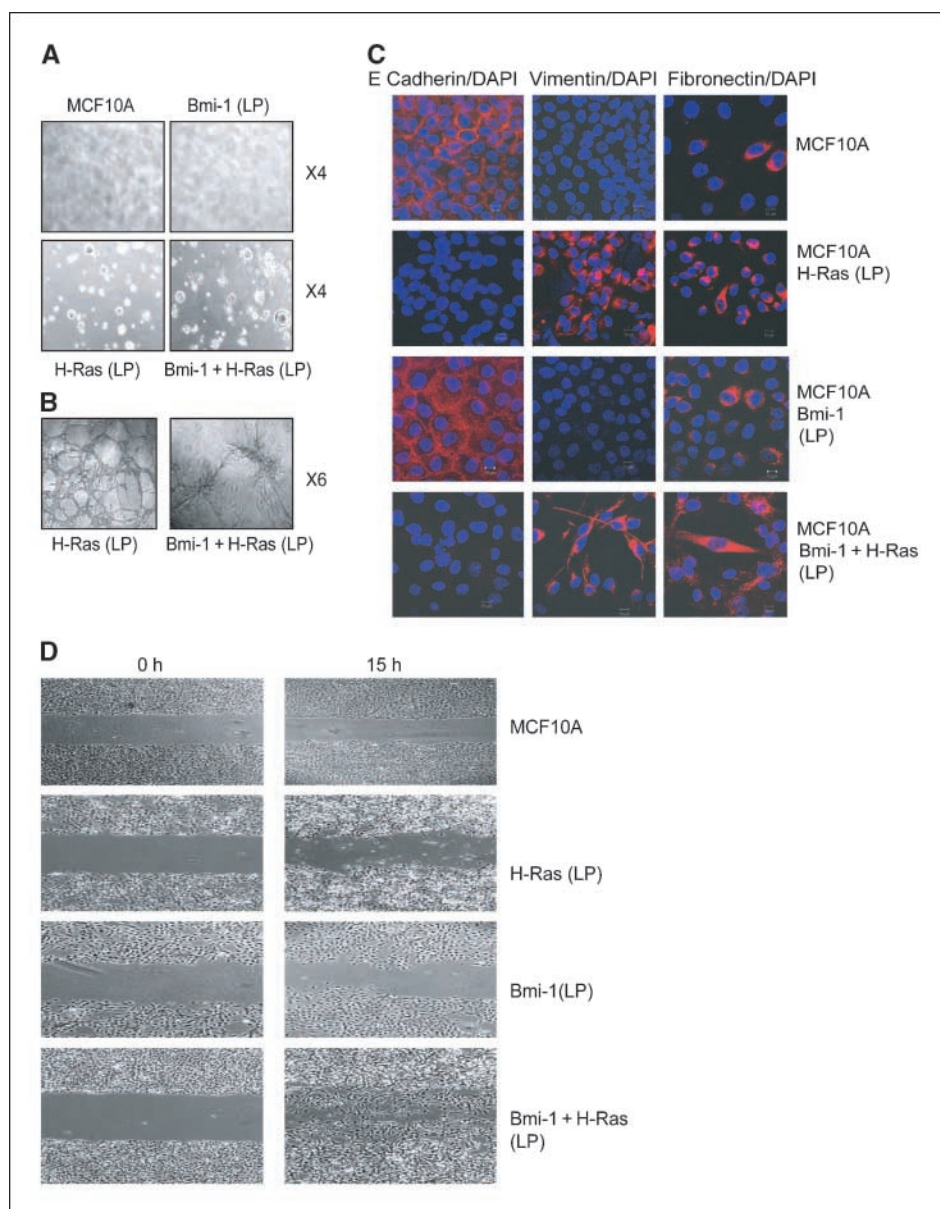 A
MCF10A Bmi-1 (LP)
X4
X4
H-Ras (LP) Bmi-1 + H-Ras (LP)
B
X6
H-Ras (LP) Bmi-1 + H-Ras (LP)
C
E Cadherin/DAPI Vimentin/DAPI Fibronectin/DAPI
MCF10A
MCF10A
H-Ras (LP)
MCF10A
Bmi-1
(LP)
MCF10A
Bmi-1 + H-Ras
(LP)
D
0 h 15 h
MCF10A
H-Ras (LP)
Bmi-1(LP)
Bmi-1 + H-Ras
(LP)